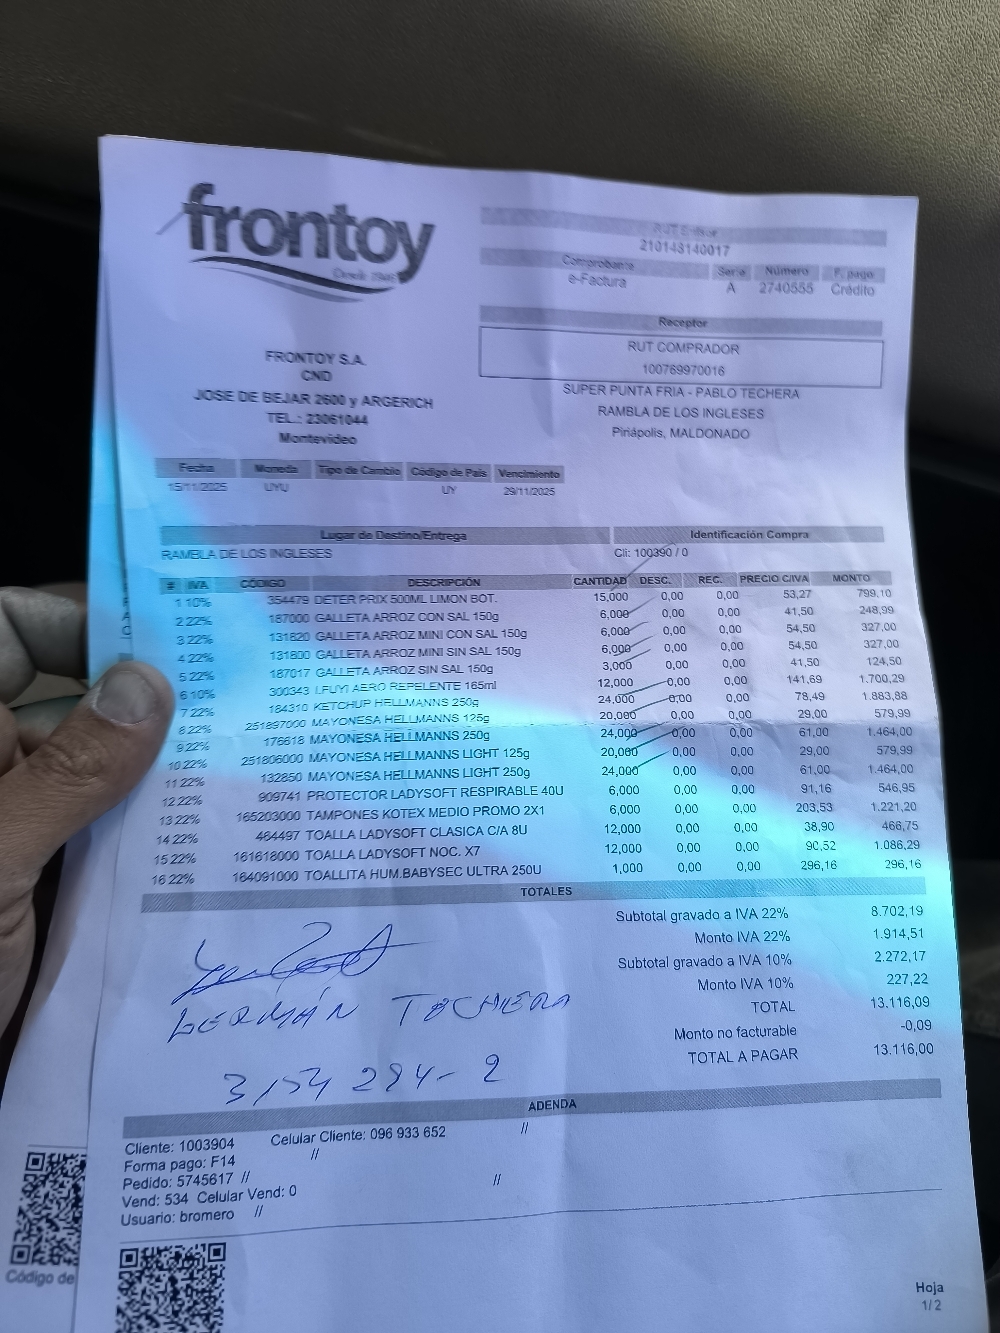 frontoy
Desde 1948
RUT Emisor
210148140017
Comprobante Serie Número F. pago
e-Factura A 2740555 Crédito
Receptor
RUT COMPRADOR
100769970016
FRONTOY S.A.
CND
JOSE DE BEJAR 2600 y ARGERICH
TEL.: 23061044
Montevideo
SUPER PUNTA FRIA - PABLO TECHERA
RAMBLA DE LOS INGLESES
Piriápolis, MALDONADO
Fecha Moneda Tipo de Cambio Código de País Vencimiento
15/11/2025 UYU UY 29/11/2025
Lugar de Destino/Entrega Identificación Compra
RAMBLA DE LOS INGLESES Cli: 100390 / 0
# IVA CÓDIGO DESCRIPCIÓN CANTIDAD DESC. REC. PRECIO C/IVA MONTO
1 10% 354479 DETER PRIX 500ML LIMON BOT. 15,000 0,00 0,00 53,27 799,10
2 22% 187000 GALLETA ARROZ CON SAL 150g 6,000 0,00 0,00 41,50 248,99
3 22% 131820 GALLETA ARROZ MINI CON SAL 150g 6,000 0,00 0,00 54,50 327,00
4 22% 131800 GALLETA ARROZ MINI SIN SAL 150g 6,000 0,00 0,00 54,50 327,00
5 22% 187017 GALLETA ARROZ SIN SAL 150g 3,000 0,00 0,00 41,50 124,50
6 10% 300343 I.FUYI AERO REPELENTE 165ml 12,000 0,00 0,00 141,69 1.700,29
7 22% 184310 KETCHUP HELLMANNS 250g 24,000 0,00 0,00 78,49 1.883,88
8 22% 251897000 MAYONESA HELLMANNS 125g 20,000 0,00 0,00 29,00 579,99
9 22% 176618 MAYONESA HELLMANNS 250g 24,000 0,00 0,00 61,00 1.464,00
10 22% 251806000 MAYONESA HELLMANNS LIGHT 125g 20,000 0,00 0,00 29,00 579,99
11 22% 132850 MAYONESA HELLMANNS LIGHT 250g 24,000 0,00 0,00 61,00 1.464,00
12 22% 909741 PROTECTOR LADYSOFT RESPIRABLE 40U 6,000 0,00 0,00 91,16 546,95
13 22% 165203000 TAMPONES KOTEX MEDIO PROMO 2X1 6,000 0,00 0,00 203,53 1.221,20
14 22% 464497 TOALLA LADYSOFT CLASICA C/A 8U 12,000 0,00 0,00 38,90 466,75
15 22% 161618000 TOALLA LADYSOFT NOC. X7 12,000 0,00 0,00 90,52 1.086,29
16 22% 164091000 TOALLITA HUM.BABYSEC ULTRA 250U 1,000 0,00 0,00 296,16 296,16
TOTALES
Subtotal gravado a IVA 22% 8.702,19
Monto IVA 22% 1.914,51
Subtotal gravado a IVA 10% 2.272,17
Monto IVA 10% 227,22
TOTAL 13.116,09
Monto no facturable -0,09
TOTAL A PAGAR 13.116,00
GERMÁN TECHERA
3154 284-2
ADENDA
Cliente: 1003904 Celular Cliente: 096 933 652 //
Forma pago: F14 //
Pedido: 5745617 //
Vend: 534 Celular Vend: 0 //
Usuario: bromero //
Código de
Hoja
1/2